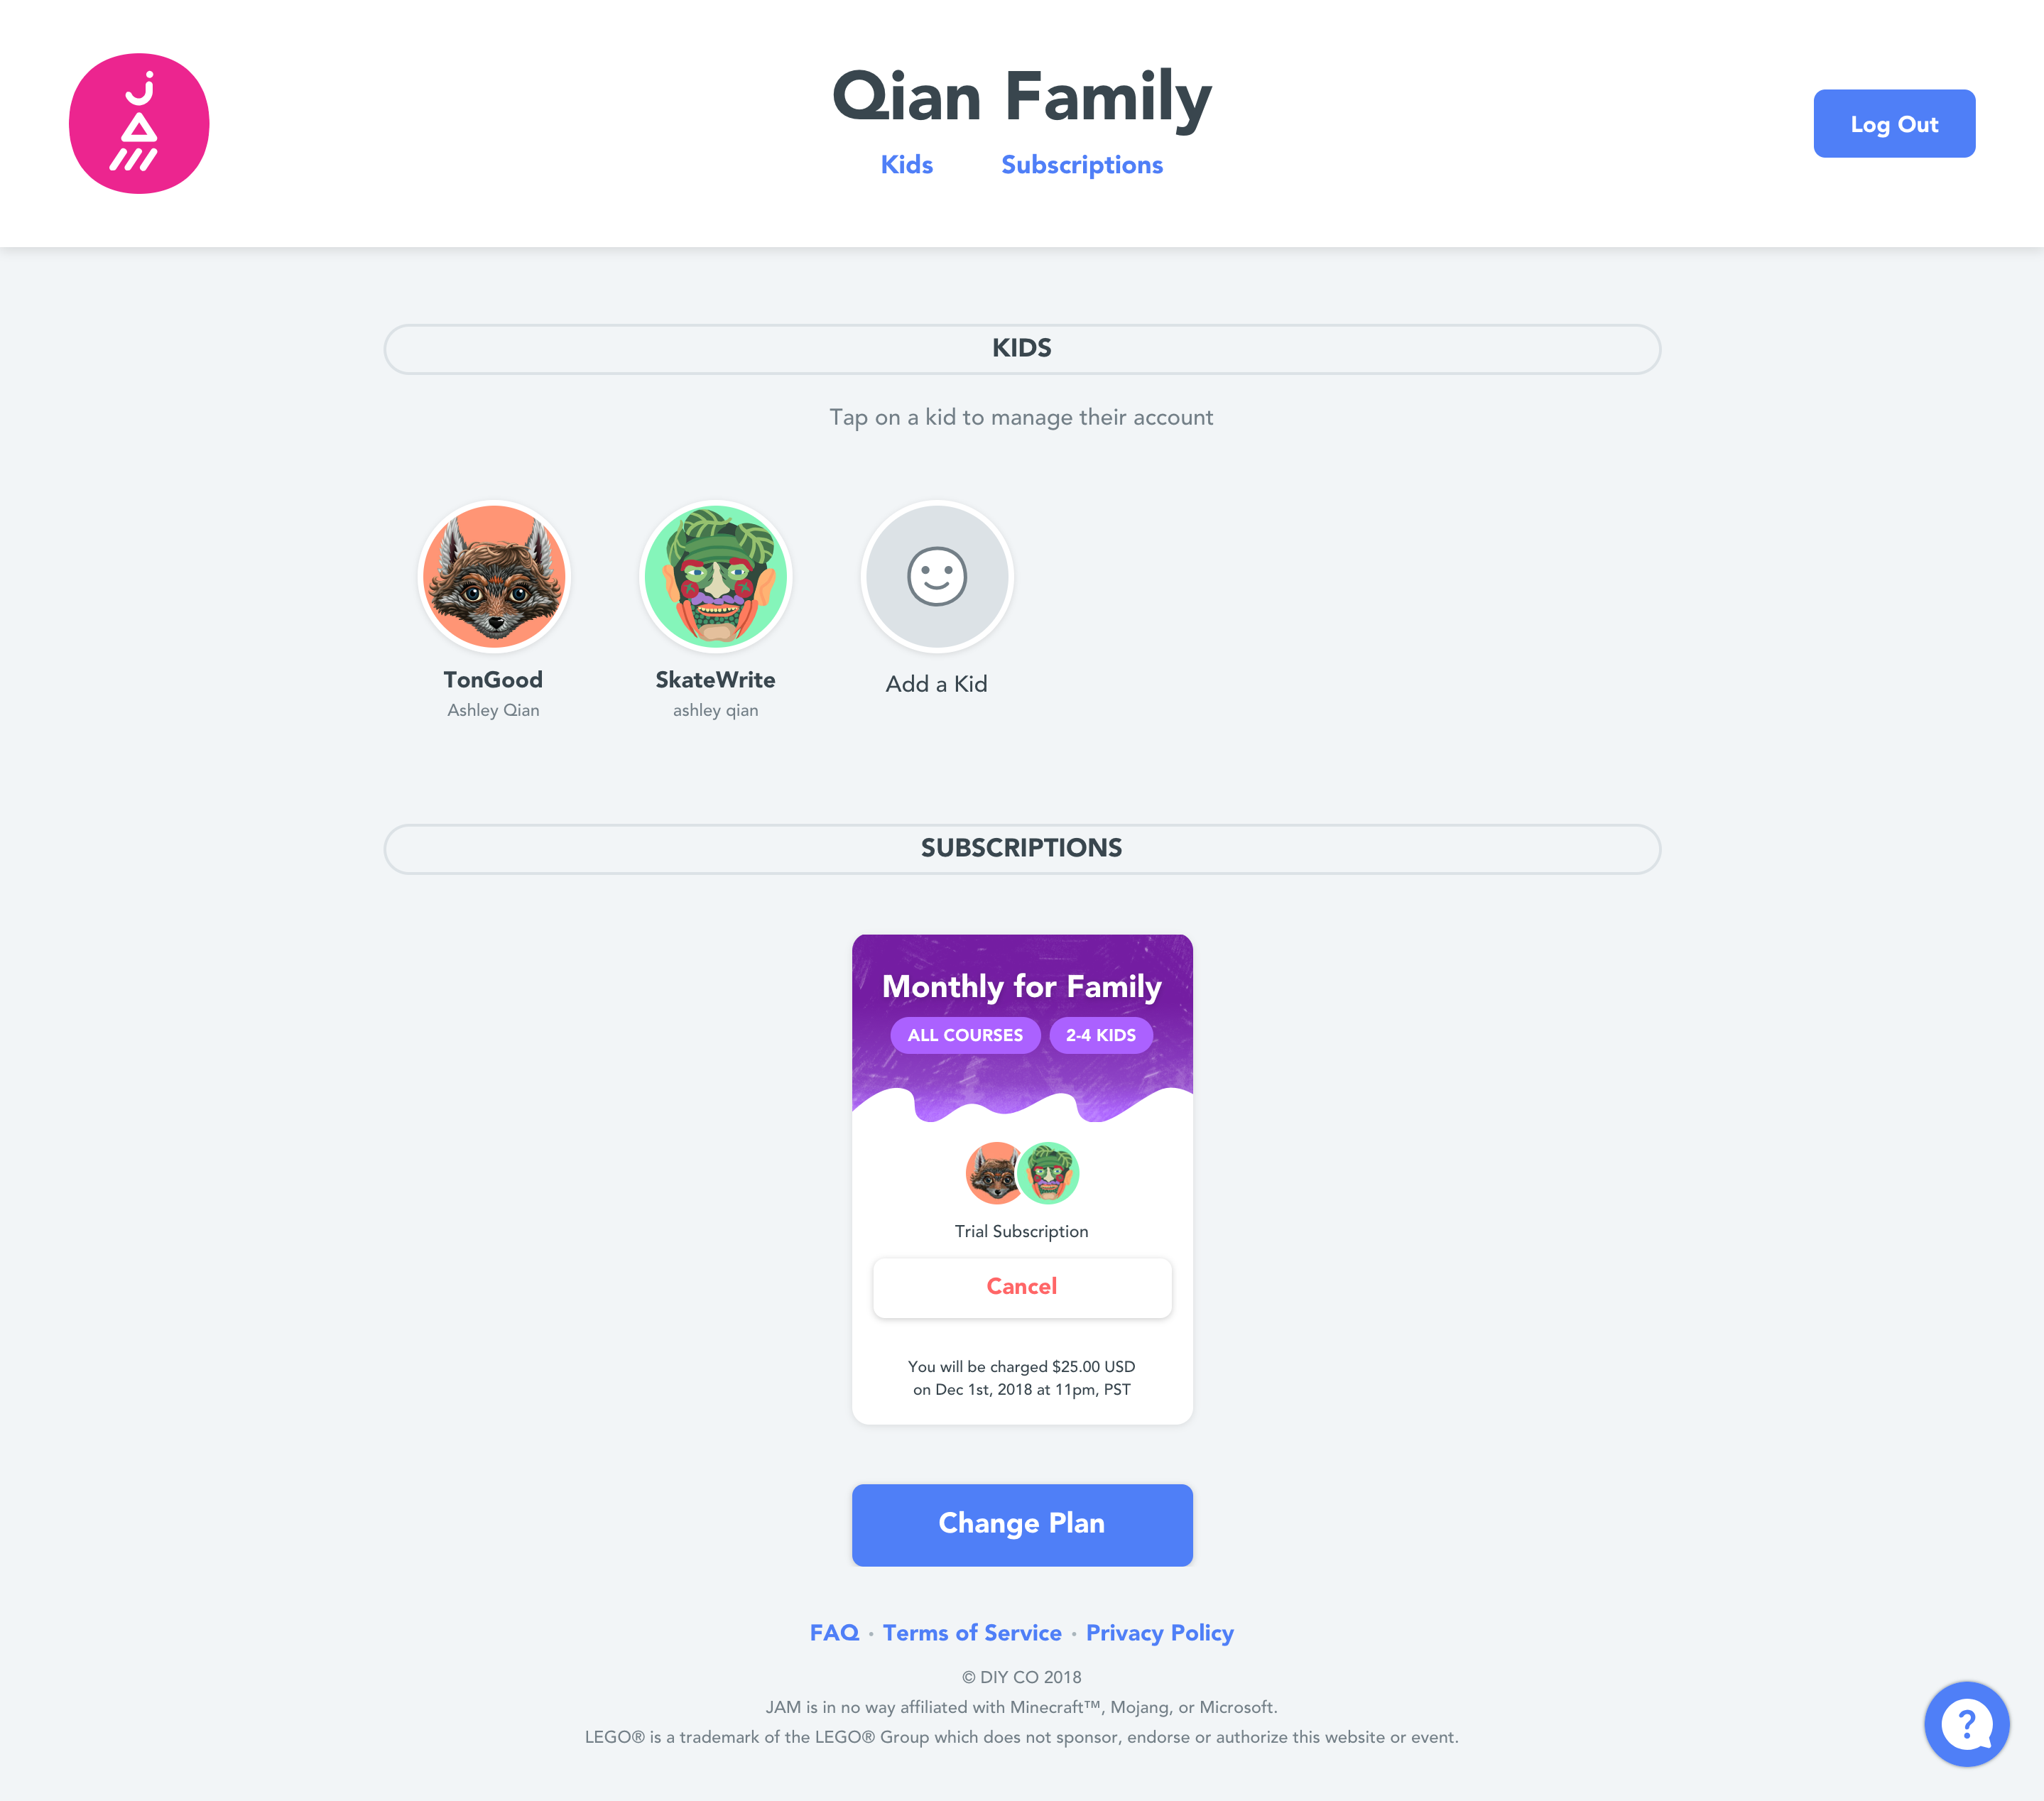 JAM
Qian Family
Kids Subscriptions
Log Out
KIDS
Tap on a kid to manage their account
TonGood
Ashley Qian
SkateWrite
ashley qian
Add a Kid
SUBSCRIPTIONS
Monthly for Family
ALL COURSES 2-4 KIDS
Trial Subscription
Cancel
You will be charged $25.00 USD
on Dec 1st, 2018 at 11pm, PST
Change Plan
FAQ · Terms of Service · Privacy Policy
© DIY CO 2018
JAM is in no way affiliated with Minecraft™, Mojang, or Microsoft.
LEGO® is a trademark of the LEGO® Group which does not sponsor, endorse or authorize this website or event.
?